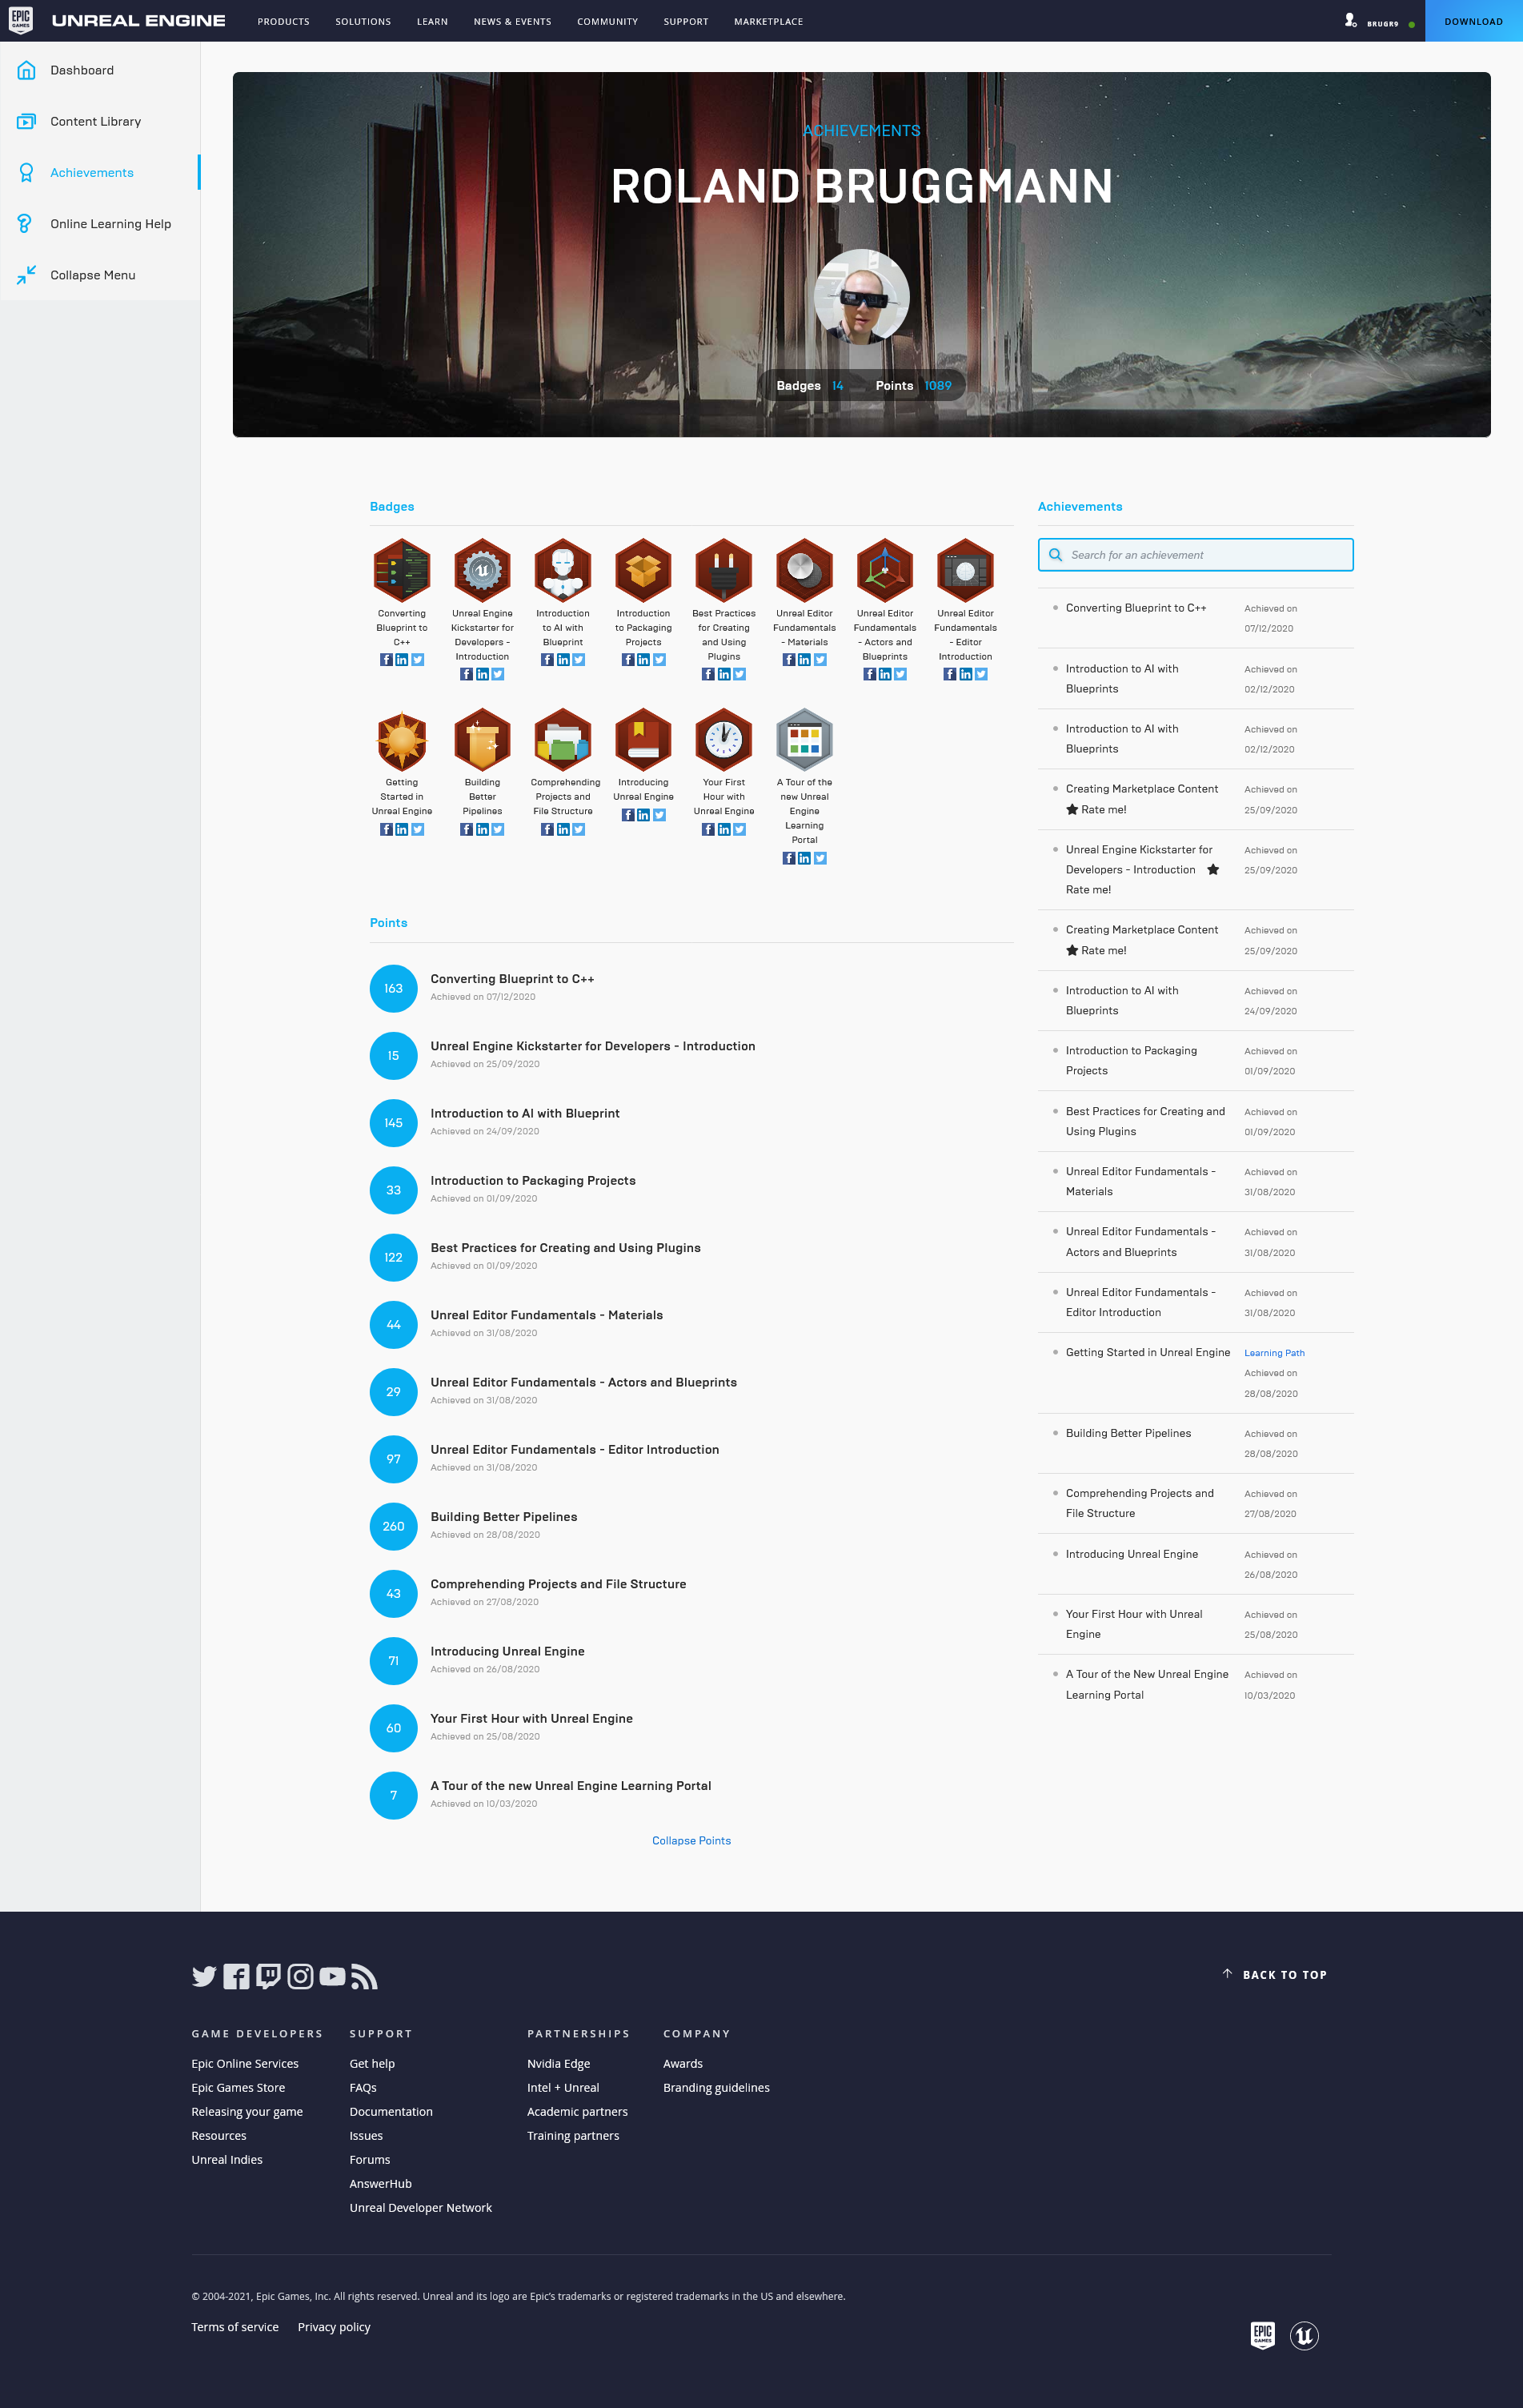 EPIC GAMES UNREAL ENGINE PRODUCTS SOLUTIONS LEARN NEWS & EVENTS COMMUNITY SUPPORT MARKETPLACE BRUGR9 DOWNLOAD
Dashboard
Content Library
Achievements
Online Learning Help
Collapse Menu
ACHIEVEMENTS
ROLAND BRUGGMANN
Badges 14 Points 1089
Badges
Converting
Blueprint to
C++
Unreal Engine
Kickstarter for
Developers -
Introduction
Introduction
to AI with
Blueprint
Introduction
to Packaging
Projects
Best Practices
for Creating
and Using
Plugins
Unreal Editor
Fundamentals
- Materials
Unreal Editor
Fundamentals
- Actors and
Blueprints
Unreal Editor
Fundamentals
- Editor
Introduction
Getting
Started in
Unreal Engine
Building
Better
Pipelines
Comprehending
Projects and
File Structure
Introducing
Unreal Engine
Your First
Hour with
Unreal Engine
A Tour of the
new Unreal
Engine
Learning
Portal
Points
163
Converting Blueprint to C++
Achieved on 07/12/2020
15
Unreal Engine Kickstarter for Developers - Introduction
Achieved on 25/09/2020
145
Introduction to AI with Blueprint
Achieved on 24/09/2020
33
Introduction to Packaging Projects
Achieved on 01/09/2020
122
Best Practices for Creating and Using Plugins
Achieved on 01/09/2020
44
Unreal Editor Fundamentals - Materials
Achieved on 31/08/2020
29
Unreal Editor Fundamentals - Actors and Blueprints
Achieved on 31/08/2020
97
Unreal Editor Fundamentals - Editor Introduction
Achieved on 31/08/2020
260
Building Better Pipelines
Achieved on 28/08/2020
43
Comprehending Projects and File Structure
Achieved on 27/08/2020
71
Introducing Unreal Engine
Achieved on 26/08/2020
60
Your First Hour with Unreal Engine
Achieved on 25/08/2020
7
A Tour of the new Unreal Engine Learning Portal
Achieved on 10/03/2020
Collapse Points
Achievements
Search for an achievement
Converting Blueprint to C++ Achieved on
07/12/2020
Introduction to AI with Achieved on
Blueprints 02/12/2020
Introduction to AI with Achieved on
Blueprints 02/12/2020
Creating Marketplace Content Achieved on
★ Rate me! 25/09/2020
Unreal Engine Kickstarter for Achieved on
Developers - Introduction ★ 25/09/2020
Rate me!
Creating Marketplace Content Achieved on
★ Rate me! 25/09/2020
Introduction to AI with Achieved on
Blueprints 24/09/2020
Introduction to Packaging Achieved on
Projects 01/09/2020
Best Practices for Creating and Achieved on
Using Plugins 01/09/2020
Unreal Editor Fundamentals - Achieved on
Materials 31/08/2020
Unreal Editor Fundamentals - Achieved on
Actors and Blueprints 31/08/2020
Unreal Editor Fundamentals - Achieved on
Editor Introduction 31/08/2020
Getting Started in Unreal Engine Learning Path
Achieved on
28/08/2020
Building Better Pipelines Achieved on
28/08/2020
Comprehending Projects and Achieved on
File Structure 27/08/2020
Introducing Unreal Engine Achieved on
26/08/2020
Your First Hour with Unreal Achieved on
Engine 25/08/2020
A Tour of the New Unreal Engine Achieved on
Learning Portal 10/03/2020
BACK TO TOP
GAME DEVELOPERS
Epic Online Services
Epic Games Store
Releasing your game
Resources
Unreal Indies
SUPPORT
Get help
FAQs
Documentation
Issues
Forums
AnswerHub
Unreal Developer Network
PARTNERSHIPS
Nvidia Edge
Intel + Unreal
Academic partners
Training partners
COMPANY
Awards
Branding guidelines
© 2004-2021, Epic Games, Inc. All rights reserved. Unreal and its logo are Epic’s trademarks or registered trademarks in the US and elsewhere.
Terms of service Privacy policy
EPIC GAMES